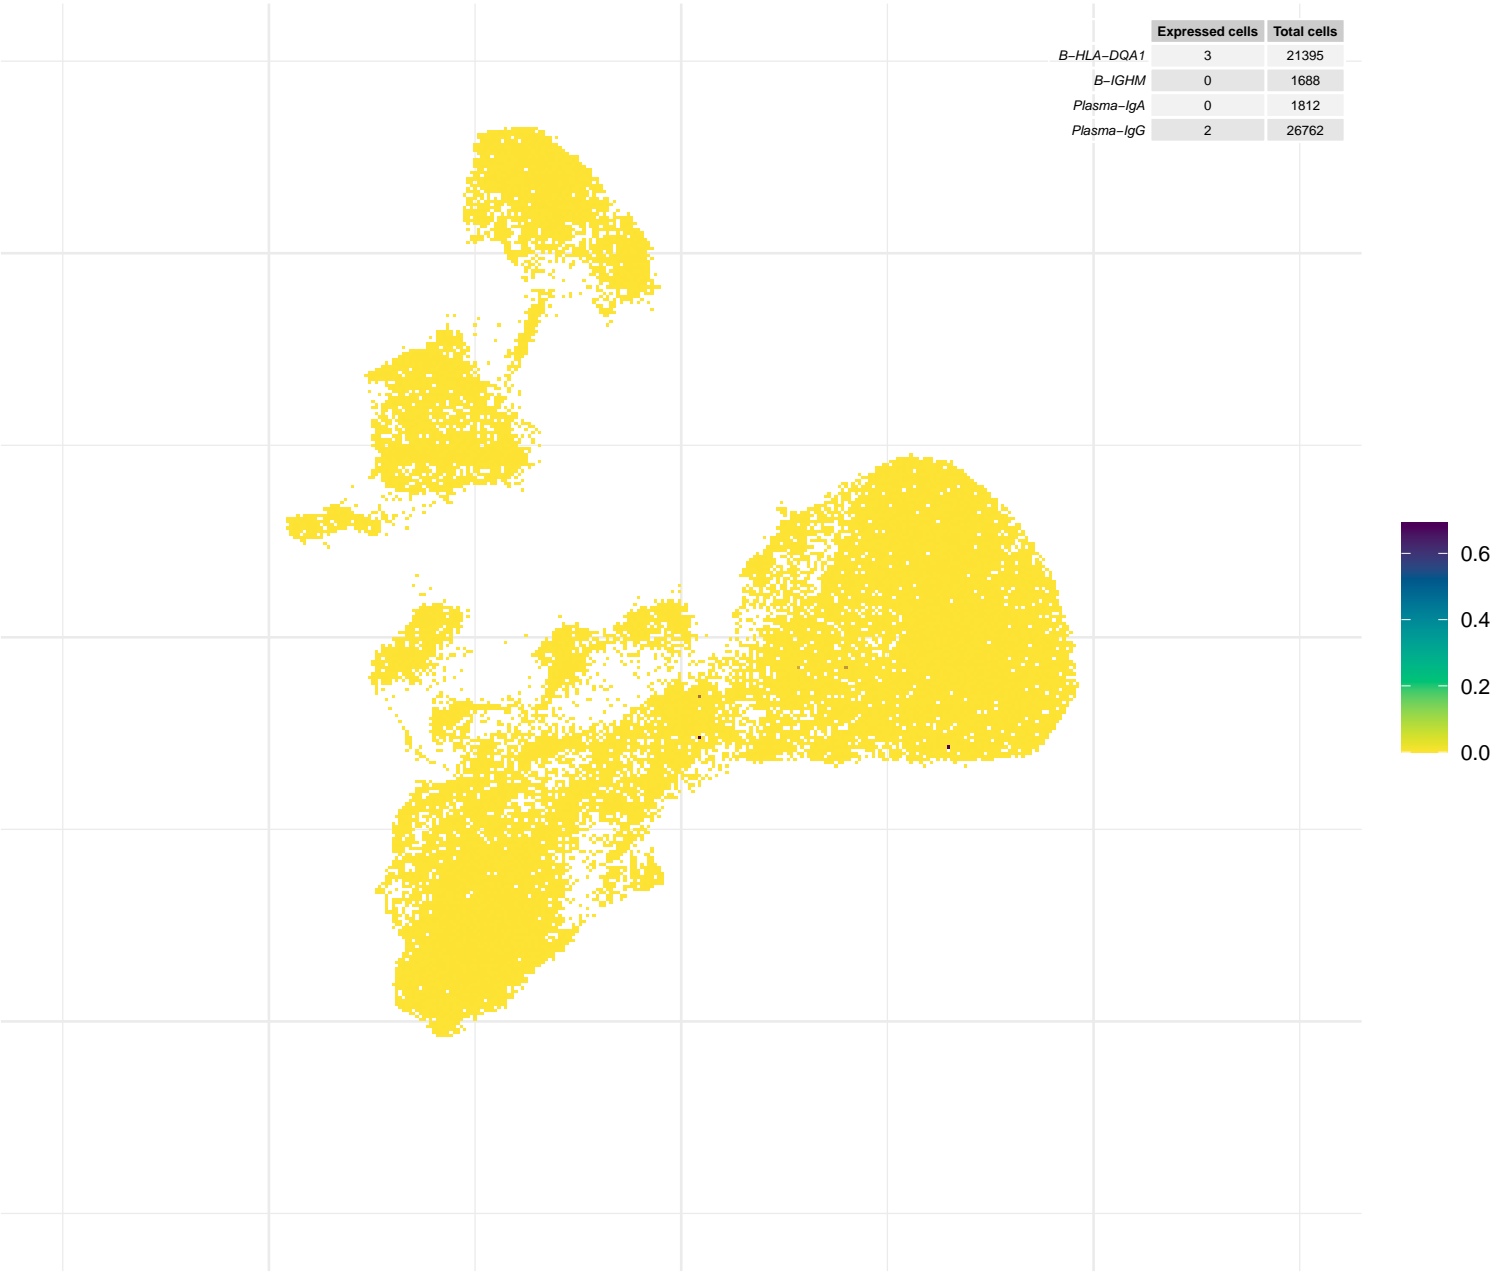 Expressed cells Total cells
B-HLA-DQA1 3 21395
B-IGHM 0 1688
Plasma-IgA 0 1812
Plasma-IgG 2 26762
0.6
0.4
0.2
0.0